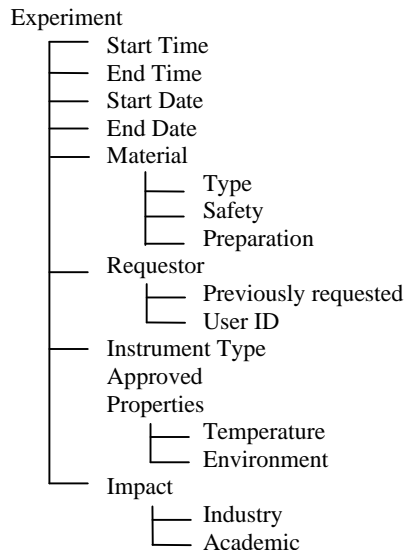 Experiment
Start Time
End Time
Start Date
End Date
Material
Type
Safety
Preparation
Requestor
Previously requested
User ID
Instrument Type
Approved
Properties
Temperature
Environment
Impact
Industry
Academic